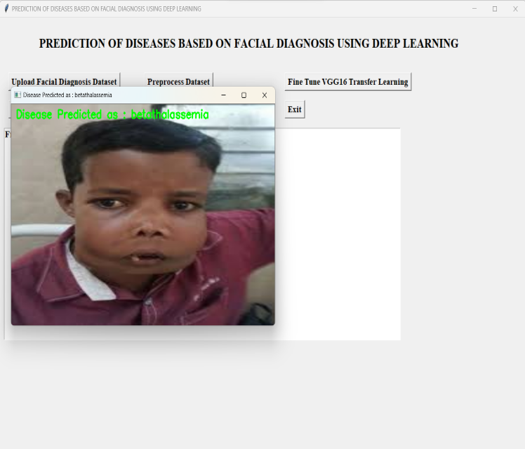 PREDICTION OF DISEASES BASED ON FACIAL DIAGNOSIS USING DEEP LEARNING
PREDICTION OF DISEASES BASED ON FACIAL DIAGNOSIS USING DEEP LEARNING
Upload Facial Diagnosis Dataset Preprocess Dataset Fine Tune VGG16 Transfer Learning
Disease Predicted as : betathalassemia
Exit
Disease Predicted as : betathalassemia